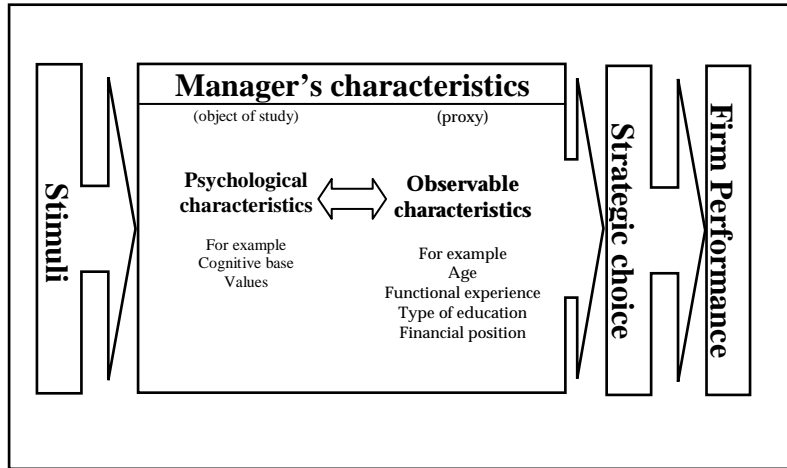 Stimuli
Manager's characteristics
(object of study)
(proxy)
Psychological
characteristics
For example
Cognitive base
Values
Observable
characteristics
For example
Age
Functional experience
Type of education
Financial position
Strategic choice
Firm Performance